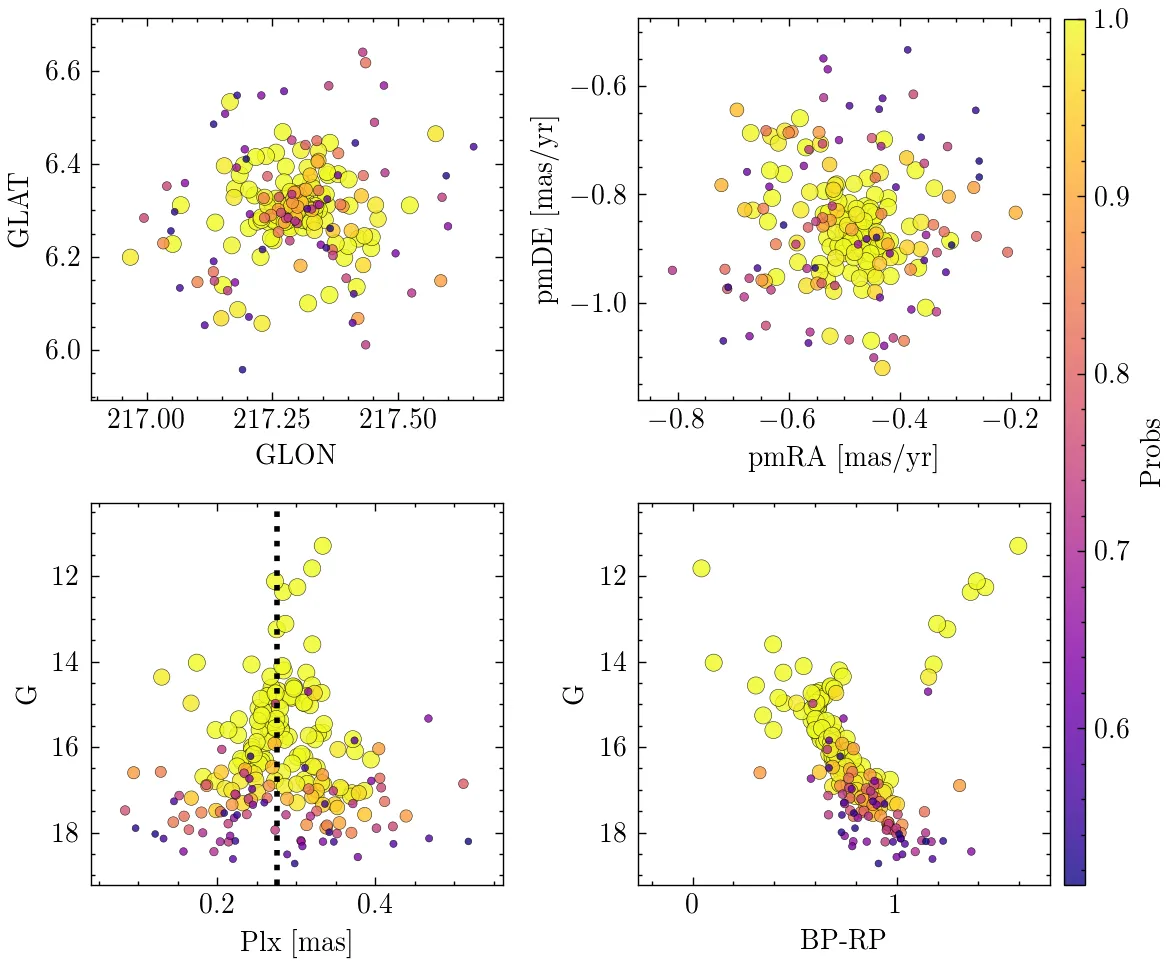 6.6
6.4
6.2
6.0
GLAT
217.00 217.25 217.50
GLON
−0.6
−0.8
−1.0
pmDE [mas/yr]
−0.8 −0.6 −0.4 −0.2
pmRA [mas/yr]
1.0
0.9
0.8
0.7
0.6
Probs
12
14
16
18
G
0.2 0.4
Plx [mas]
12
14
16
18
G
0 1
BP-RP